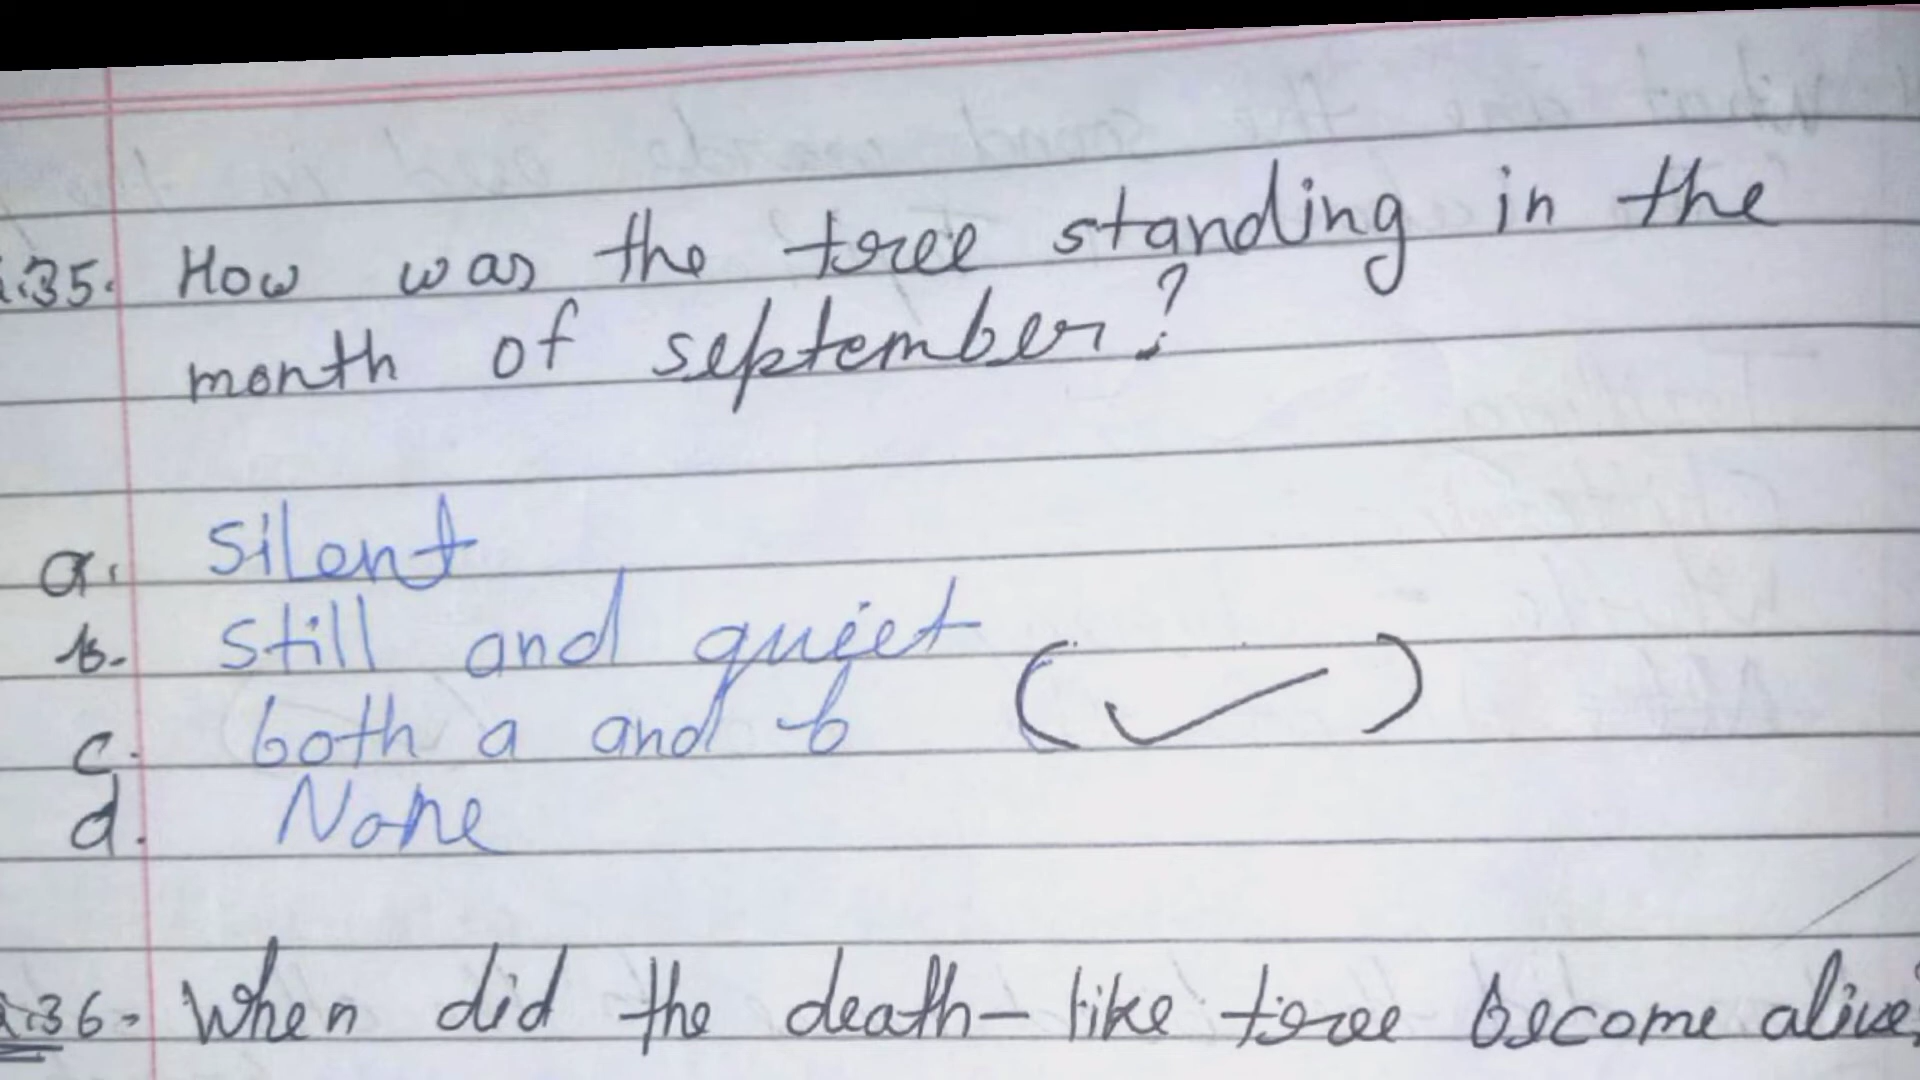 Q.35. How was the tree standing in the
month of september?
a. Silent
b. Still and quiet
c. both a and b (✓)
d. None
Q.36. When did the death-like tree become alive?